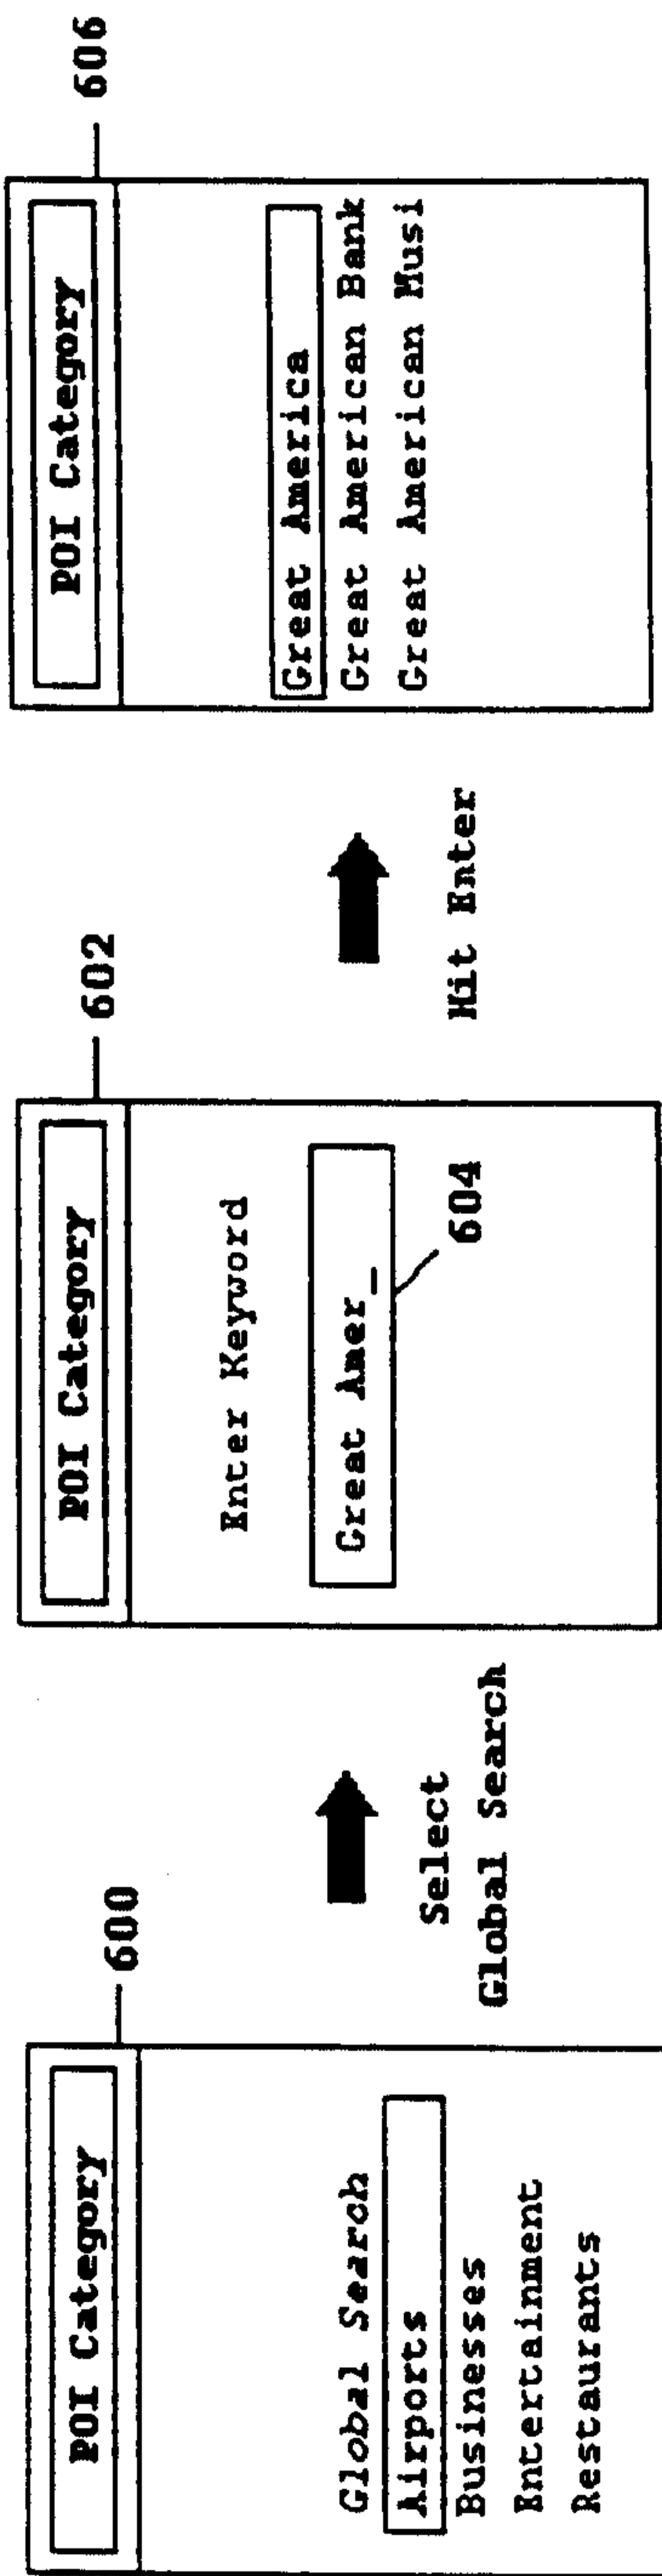 POI Category
600
Global Search
Airports
Businesses
Entertainment
Restaurants
Select
Global Search
POI Category
602
Enter Keyword
Great Amer_
604
Hit Enter
POI Category
606
Great America
Great American Bank
Great American Musi